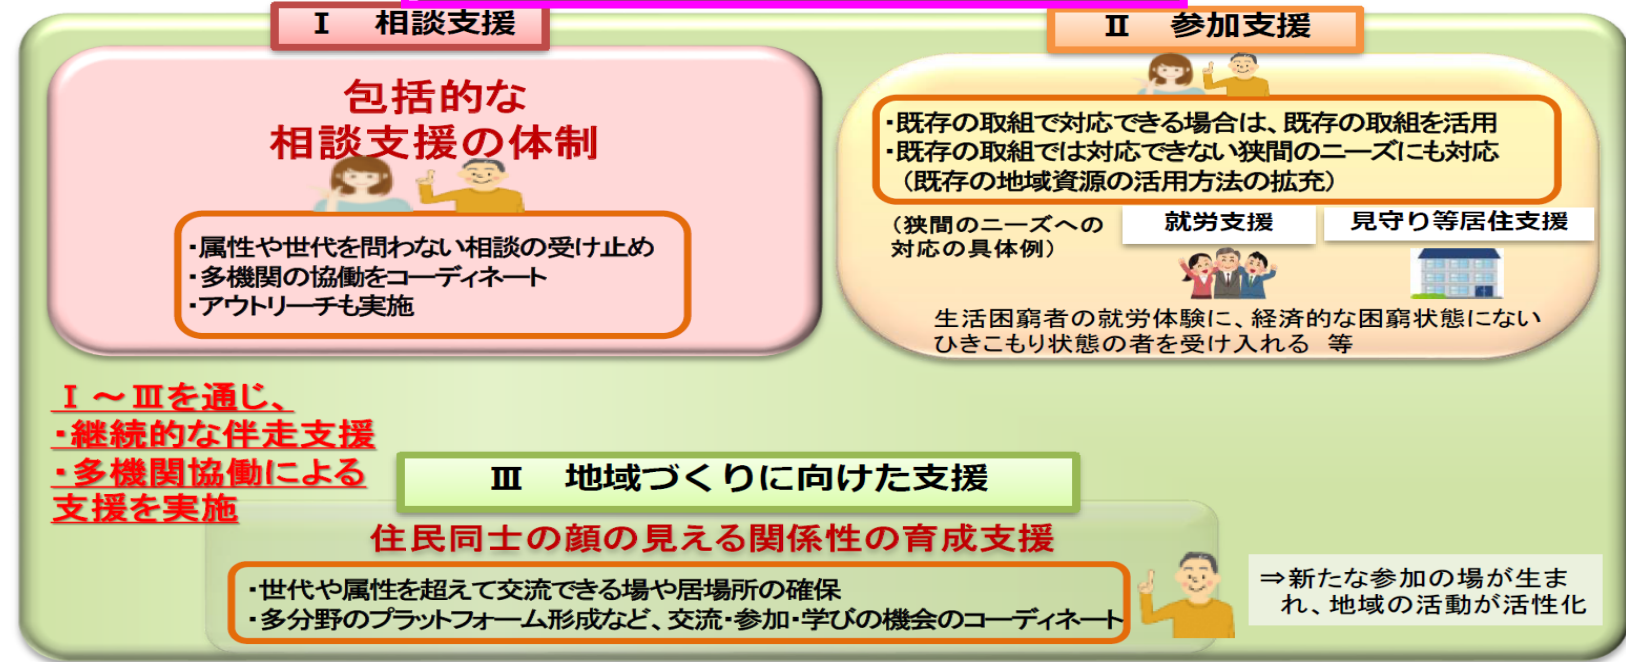 Ⅰ 相談支援
包括的な
相談支援の体制
・属性や世代を問わない相談の受け止め
・多機関の協働をコーディネート
・アウトリーチも実施
Ⅱ 参加支援
・既存の取組で対応できる場合は、既存の取組を活用
・既存の取組では対応できない狭間のニーズにも対応
（既存の地域資源の活用方法の拡充）
（狭間のニーズへの
対応の具体例）
就労支援
見守り等居住支援
生活困窮者の就労体験に、経済的な困窮状態にない
ひきこもり状態の者を受け入れる 等
Ⅰ～Ⅲを通じ、
・継続的な伴走支援
・多機関協働による
支援を実施
Ⅲ 地域づくりに向けた支援
住民同士の顔の見える関係性の育成支援
・世代や属性を超えて交流できる場や居場所の確保
・多分野のプラットフォーム形成など、交流・参加・学びの機会のコーディネート
⇒新たな参加の場が生ま
れ、地域の活動が活性化